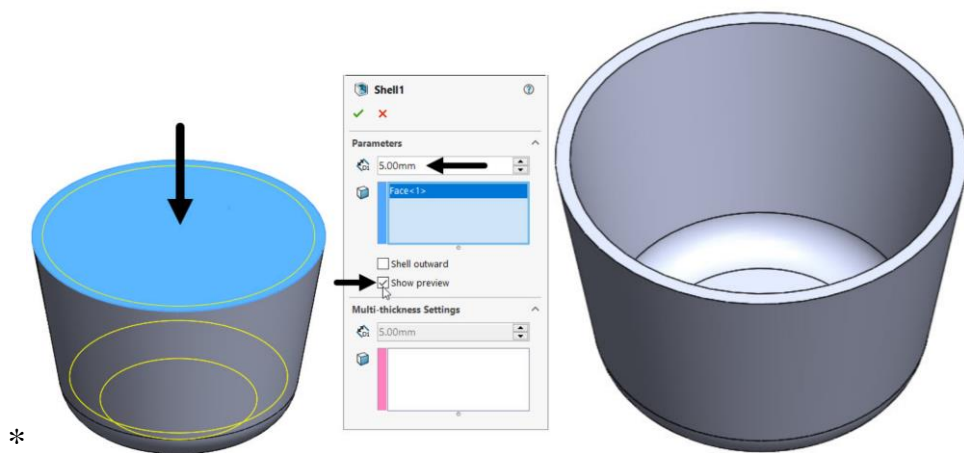 Shell1
Parameters
5.00mm
Face<1>
Shell outward
Show preview
Multi-thickness Settings
5.00mm
*